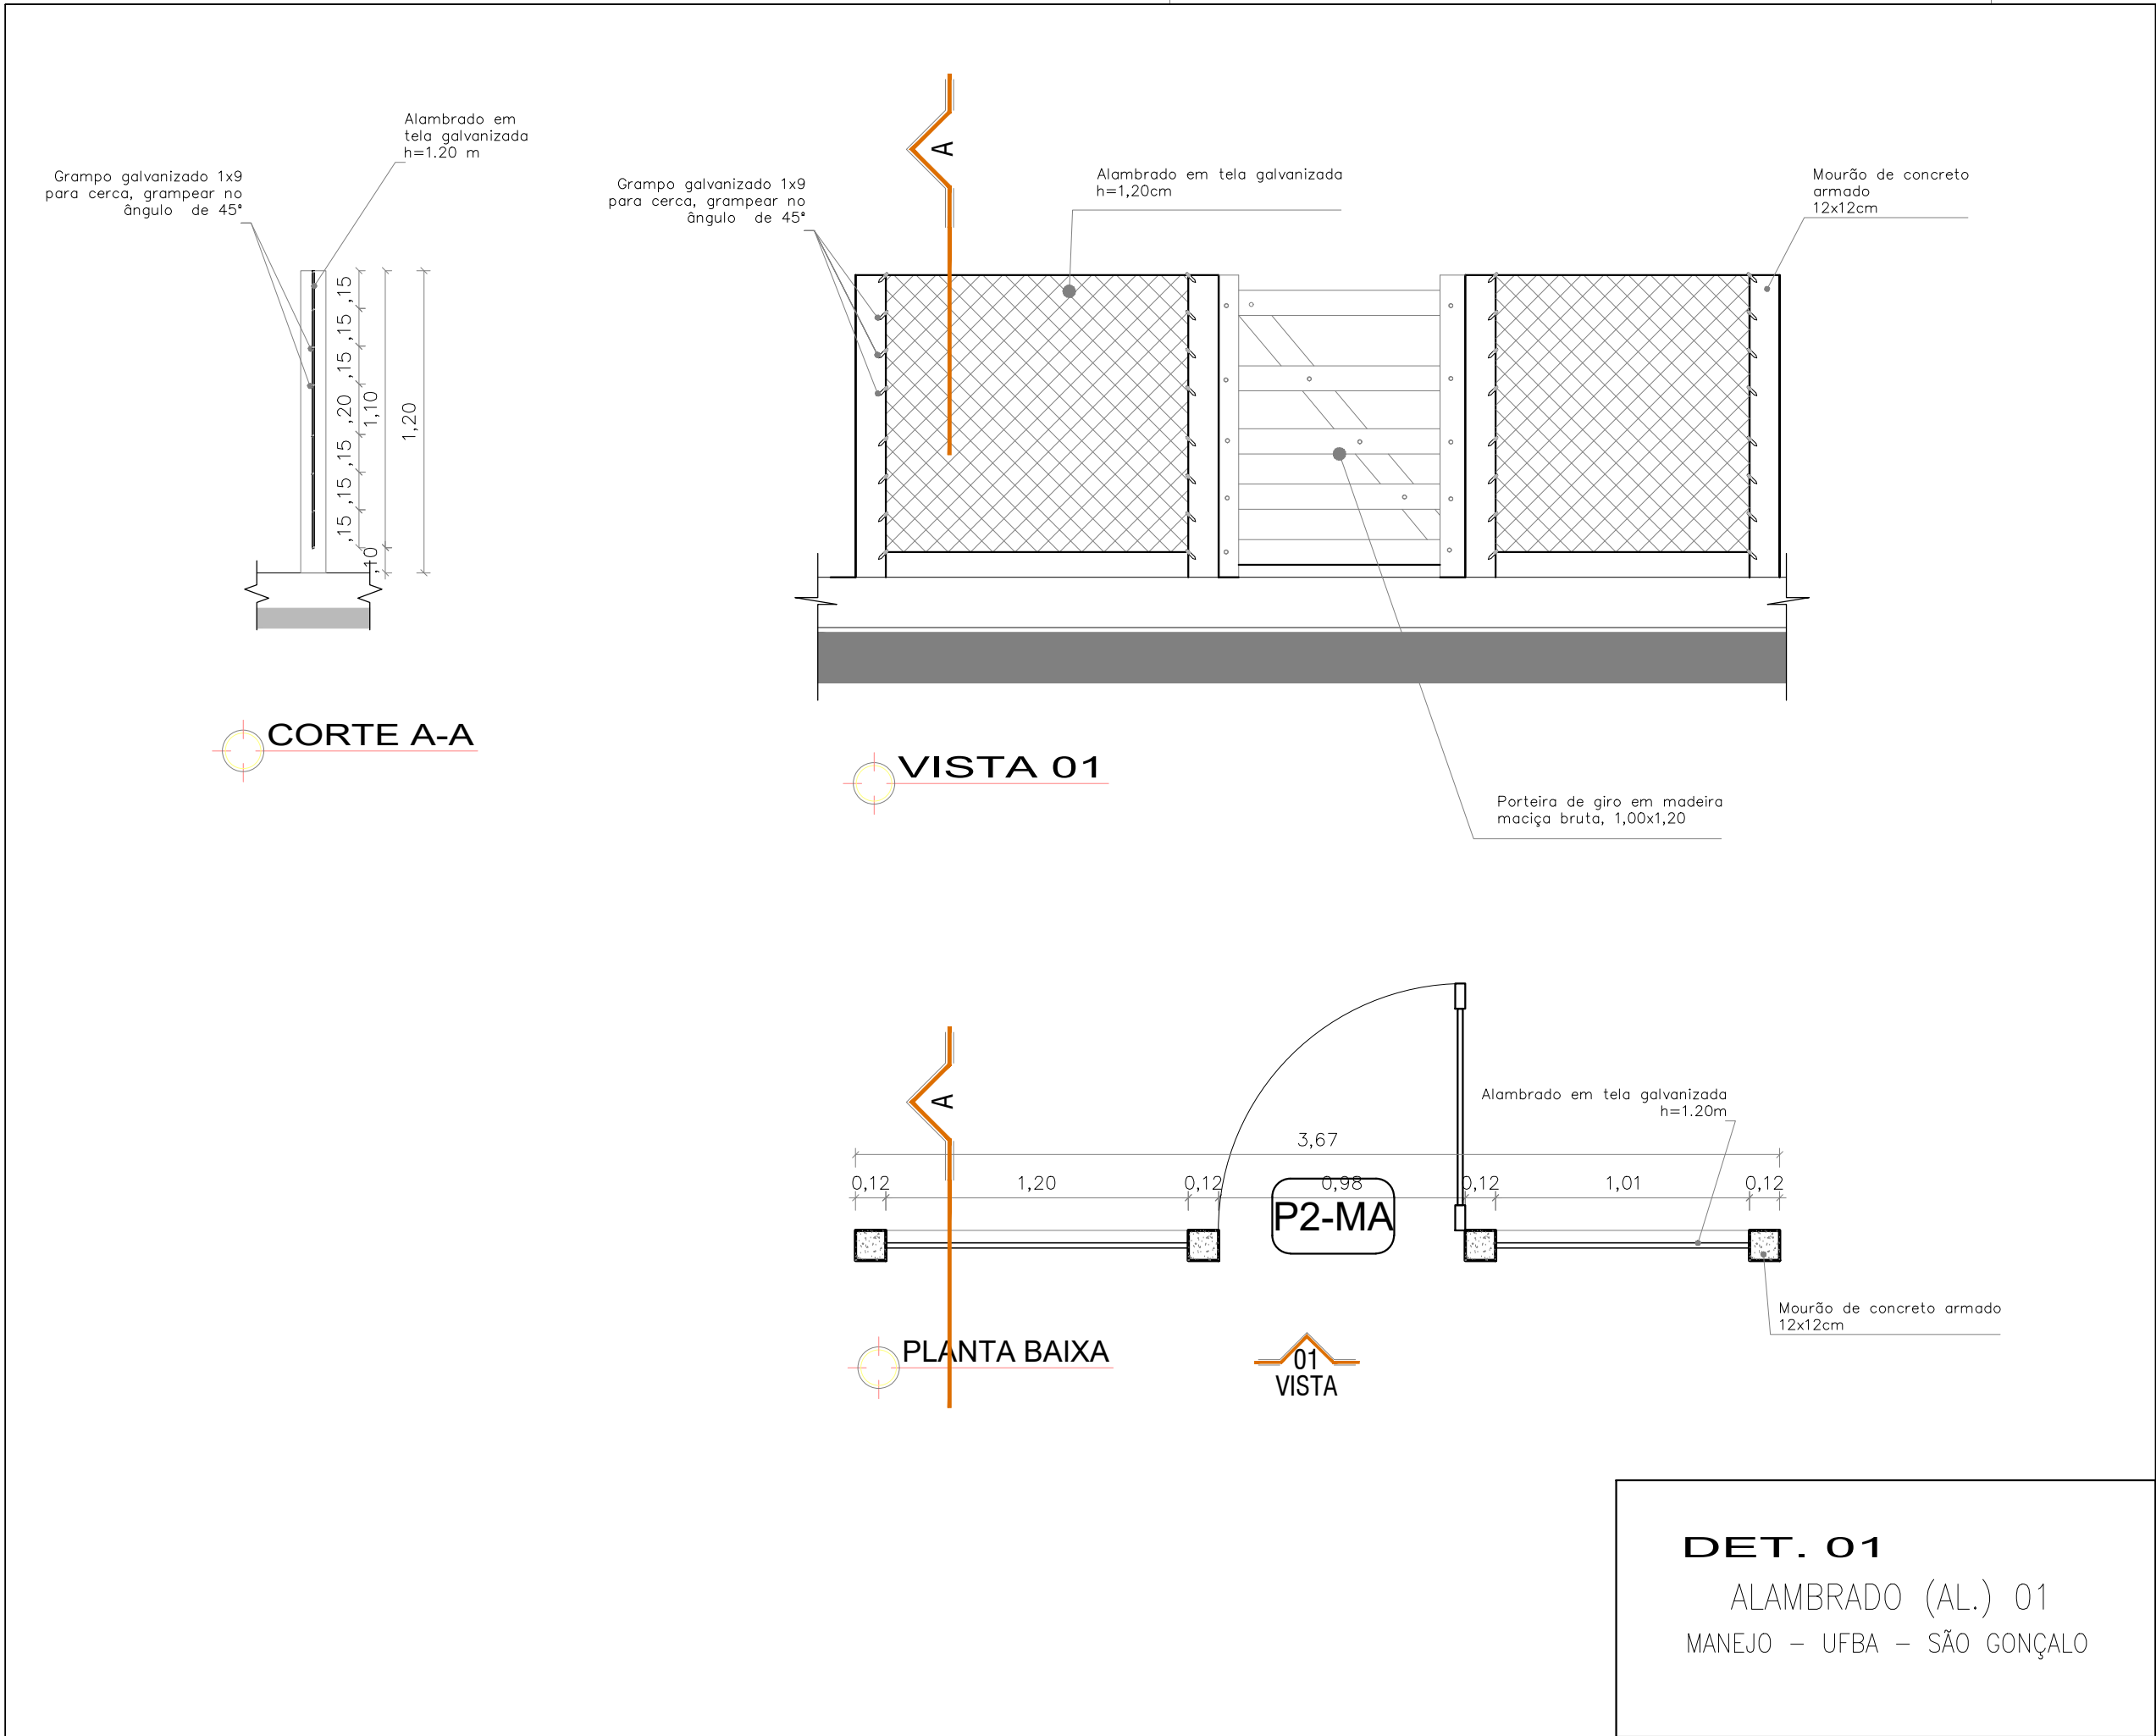 Alambrado em
tela galvanizada
h=1.20 m
Grampo galvanizado 1x9
para cerca, grampear no
ângulo de 45°
,15
,15
,15
,20
,15
,15
,15
1,10
,10
1,20
CORTE A-A
A
Grampo galvanizado 1x9
para cerca, grampear no
ângulo de 45°
Alambrado em tela galvanizada
h=1,20cm
Mourão de concreto
armado
12x12cm
VISTA 01
Porteira de giro em madeira
maciça bruta, 1,00x1,20
A
Alambrado em tela galvanizada
h=1.20m
3,67
0,12 1,20 0,12 0,98 0,12 1,01 0,12
P2-MA
Mourão de concreto armado
12x12cm
PLANTA BAIXA
01
VISTA
DET. 01
ALAMBRADO (AL.) 01
MANEJO - UFBA - SÃO GONÇALO